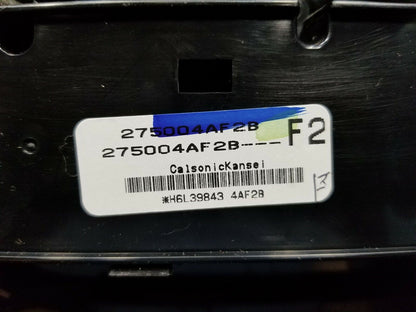 275004AF2B
275004AF2B---- F2
CalsonicKansei
*H6L39843 4AF2B